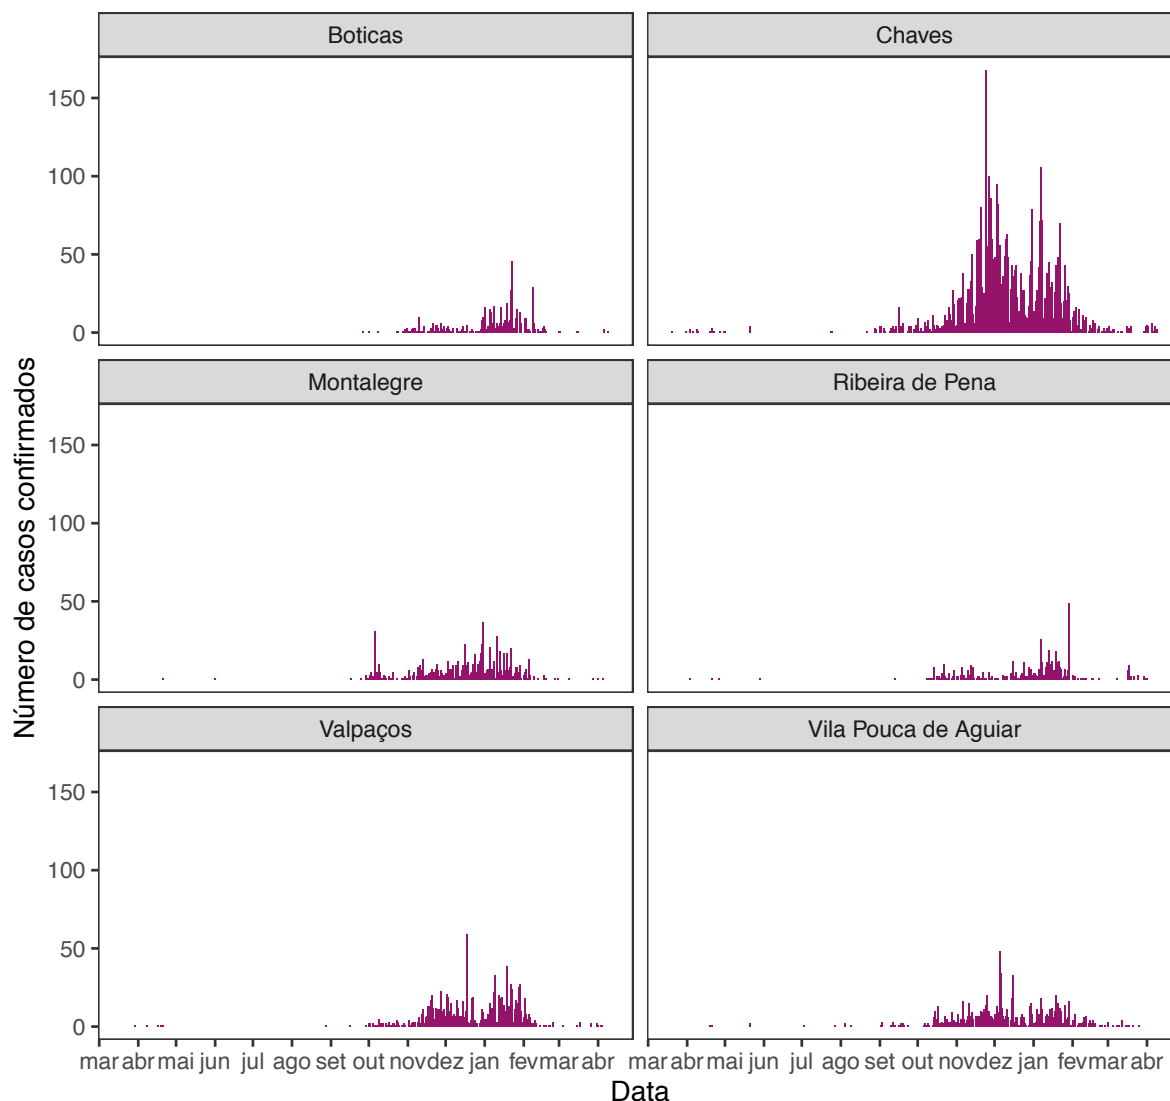 Boticas
Chaves
150
100
50
0
Montalegre
Ribeira de Pena
150
100
50
0
Valpaços
Vila Pouca de Aguiar
150
100
50
0
mar abr mai jun jul ago set out nov dez jan fev mar abr
mar abr mai jun jul ago set out nov dez jan fev mar abr
Número de casos confirmados
Data